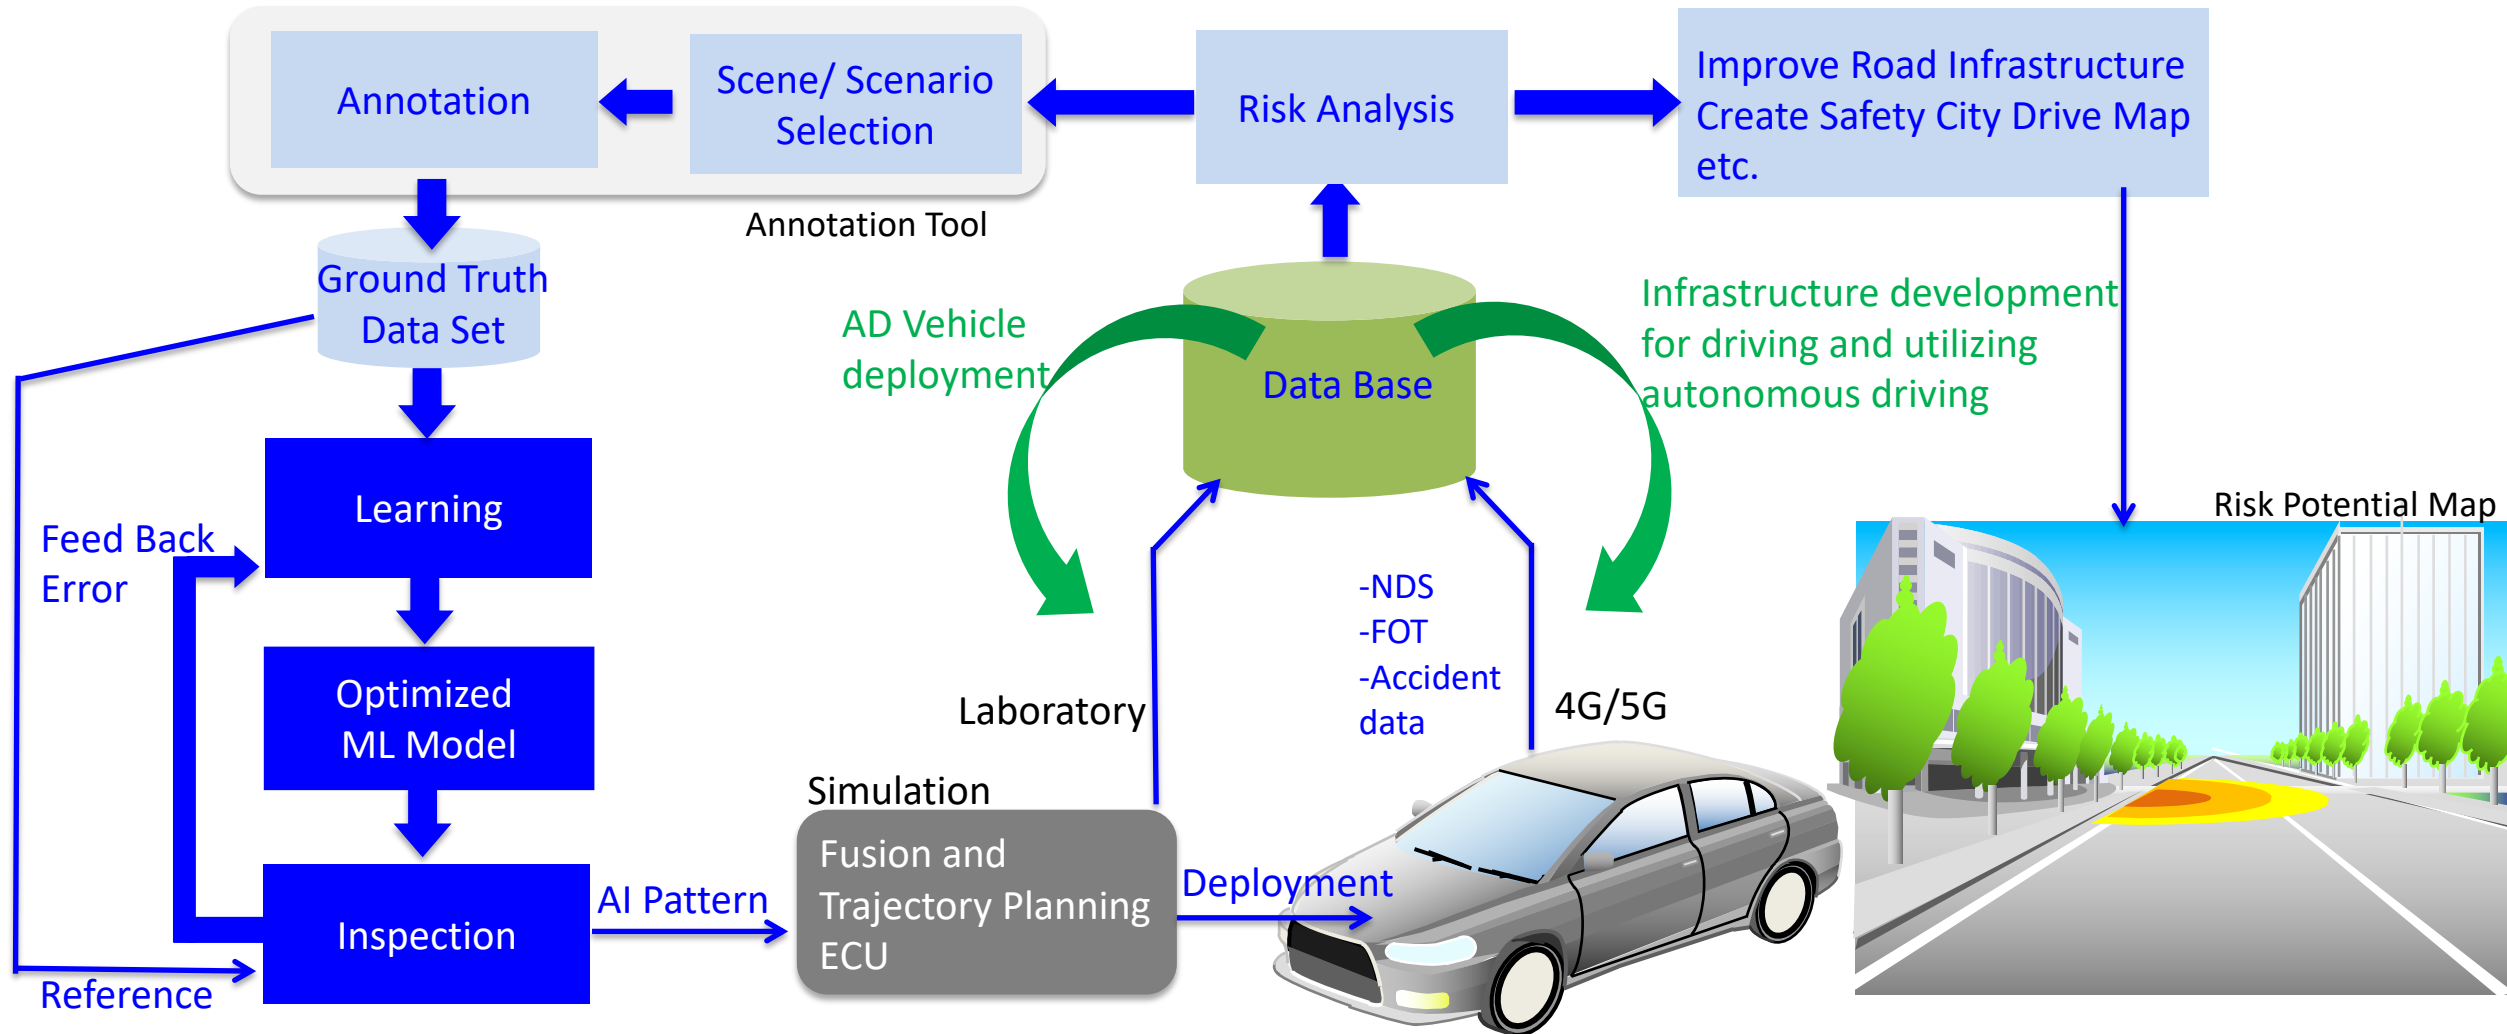 Annotation
Scene/ Scenario
Selection
Risk Analysis
Improve Road Infrastructure
Create Safety City Drive Map
etc.
Annotation Tool
Ground Truth
Data Set
AD Vehicle
deployment
Data Base
Infrastructure development
for driving and utilizing
autonomous driving
Learning
Feed Back
Error
Risk Potential Map
-NDS
-FOT
-Accident
data
Optimized
ML Model
Laboratory
4G/5G
Simulation
Fusion and
Trajectory Planning
ECU
Deployment
AI Pattern
Inspection
Reference